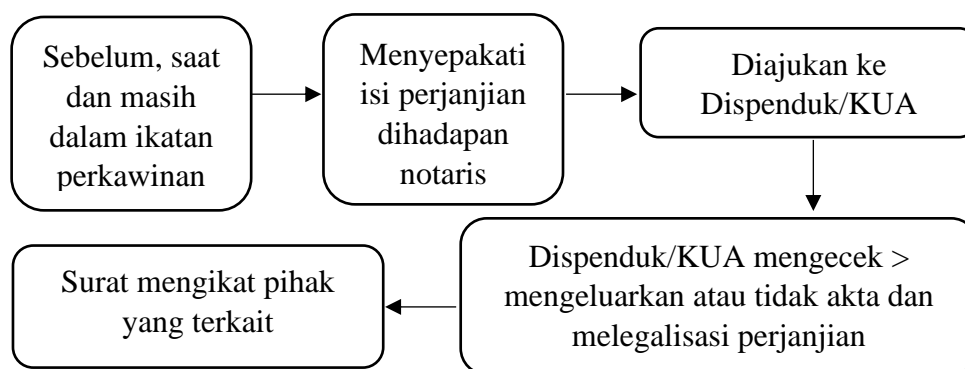 Sebelum, saat
dan masih
dalam ikatan
perkawinan
Menyepakati
isi perjanjian
dihadapan
notaris
Diajukan ke
Dispenduk/KUA
Dispenduk/KUA mengecek >
mengeluarkan atau tidak akta dan
melegalisasi perjanjian
Surat mengikat pihak
yang terkait